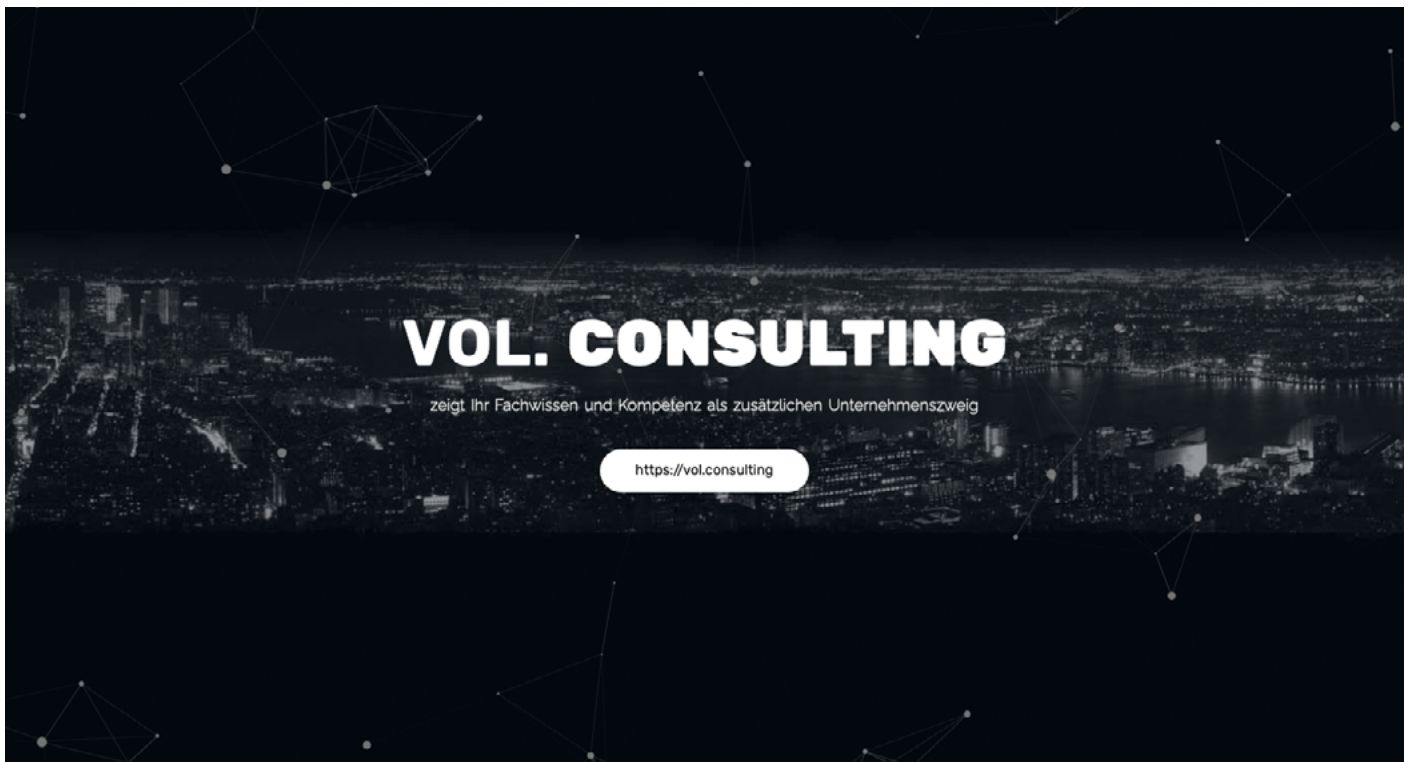 VOL. CONSULTING
zeigt Ihr Fachwissen und Kompetenz als zusätzlichen Unternehmenszweig
https://vol.consulting